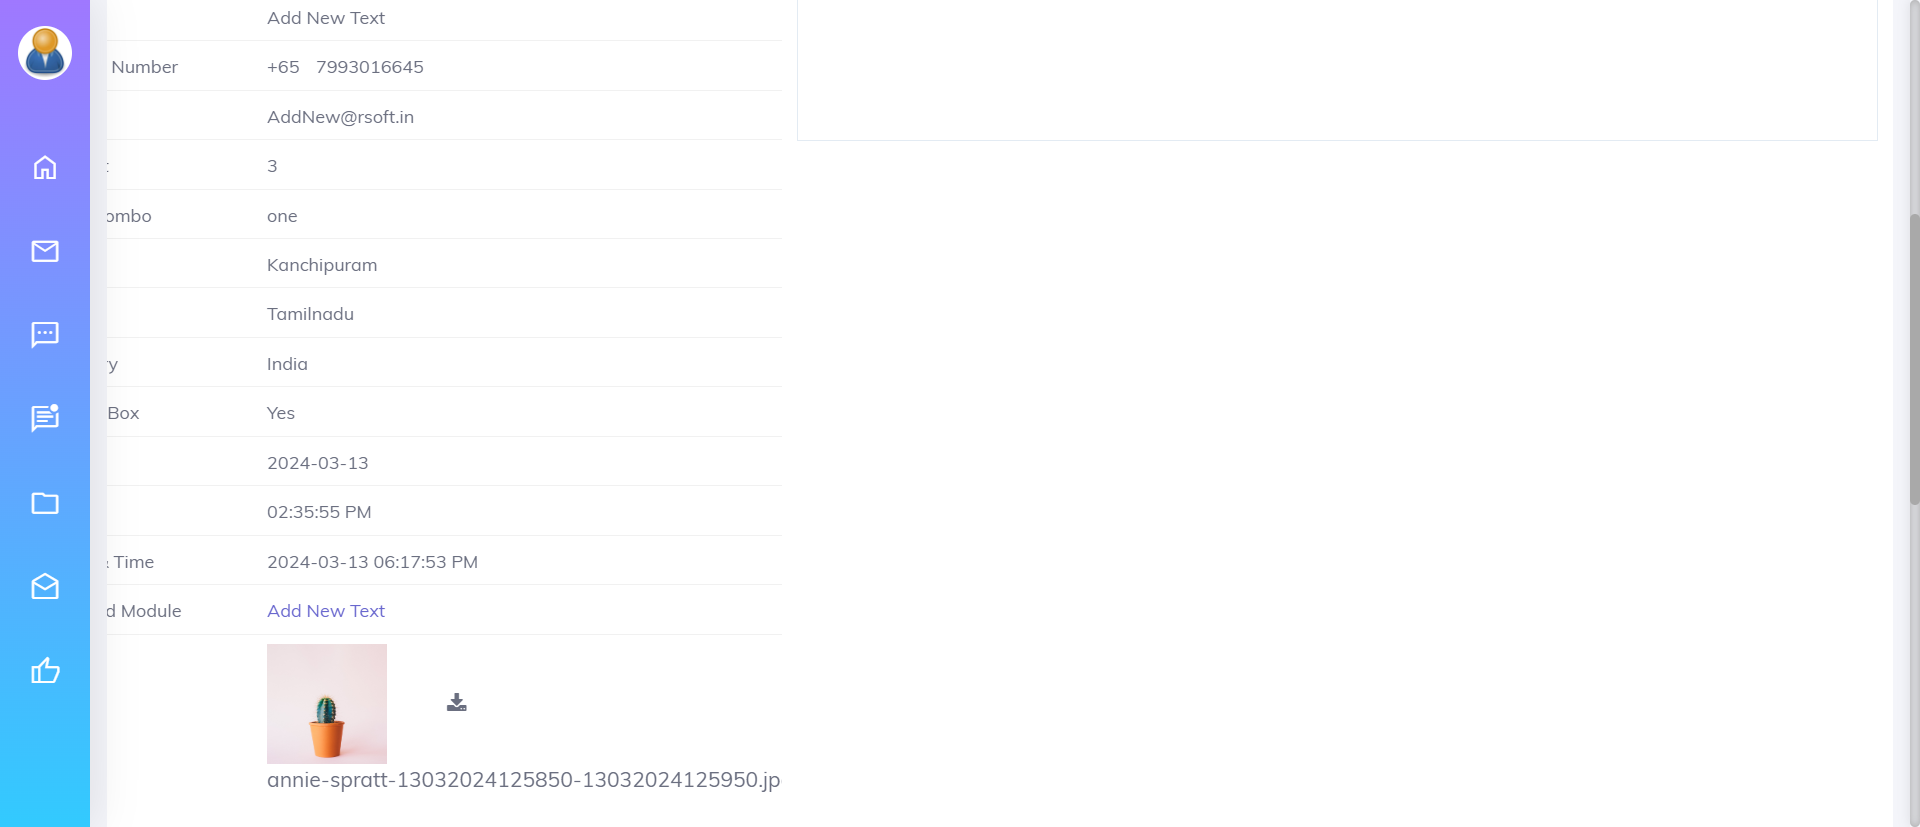 Add New Text
Number +65 7993016645
AddNew@rsoft.in
3
ombo one
Kanchipuram
Tamilnadu
India
Box Yes
2024-03-13
02:35:55 PM
Time 2024-03-13 06:17:53 PM
d Module Add New Text
annie-spratt-13032024125850-13032024125950.jp